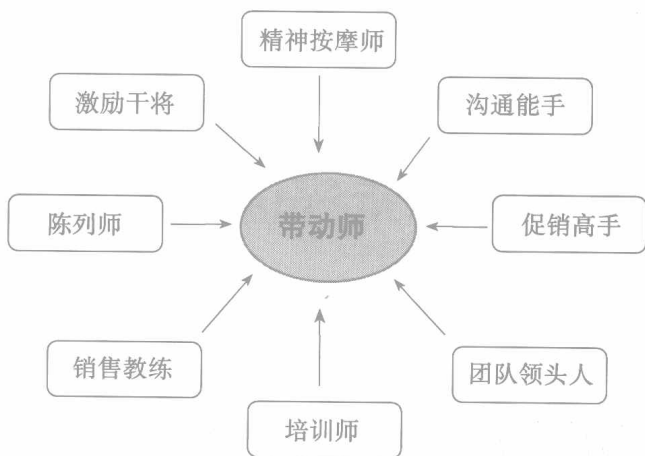 精神按摩师
激励干将
沟通能手
陈列师
带动师
促销高手
销售教练
团队领头人
培训师